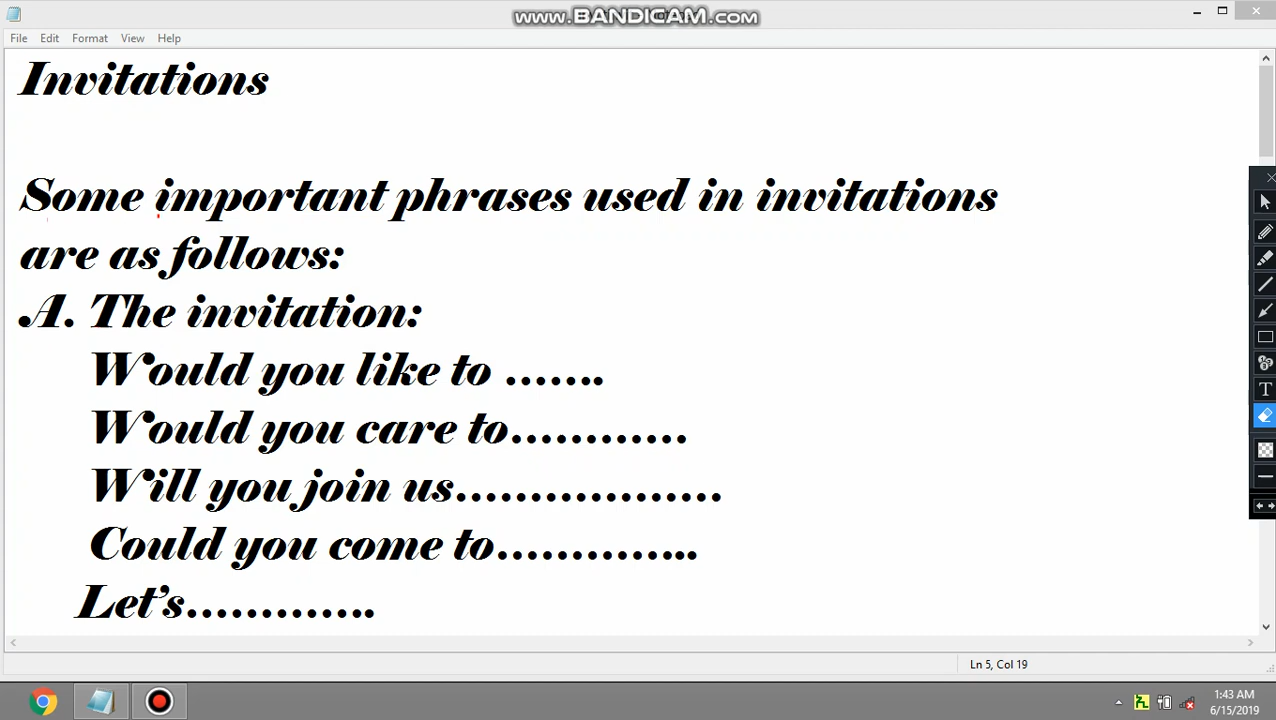 www.BANDICAM.com
File Edit Format View Help
Invitations
Some important phrases used in invitations
are as follows:
A. The invitation:
Would you like to …….
Would you care to…………
Will you join us………………
Could you come to…………..
Let’s………….
T
Ln 5, Col 19
1:43 AM
6/15/2019